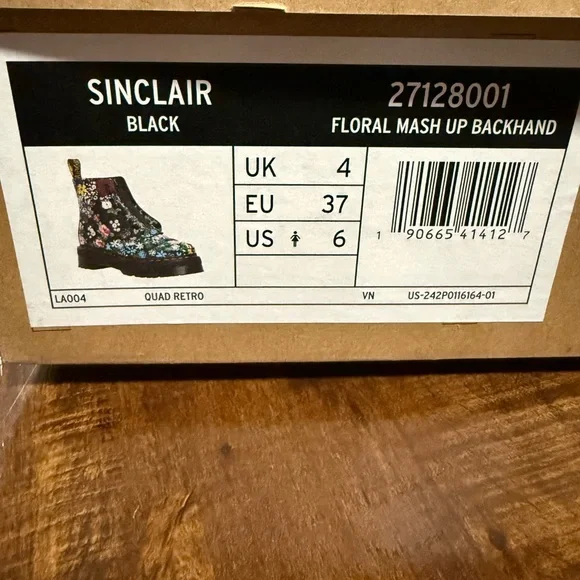 SINCLAIR
BLACK
27128001
FLORAL MASH UP BACKHAND
UK 4
EU 37
US 6
1 90665 41412 7
LA004 QUAD RETRO VN US-242P0116164-01